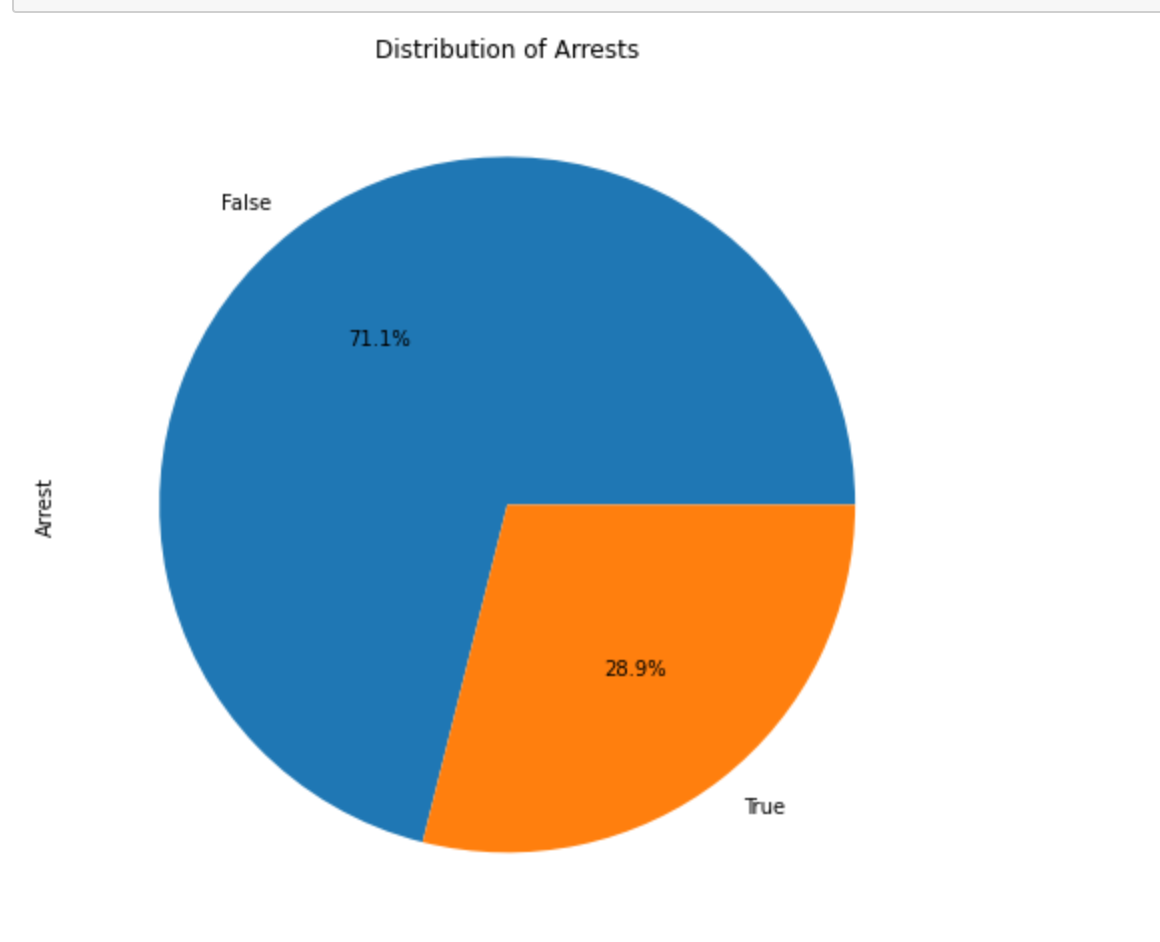 Distribution of Arrests
False
71.1%
Arrest
28.9%
True